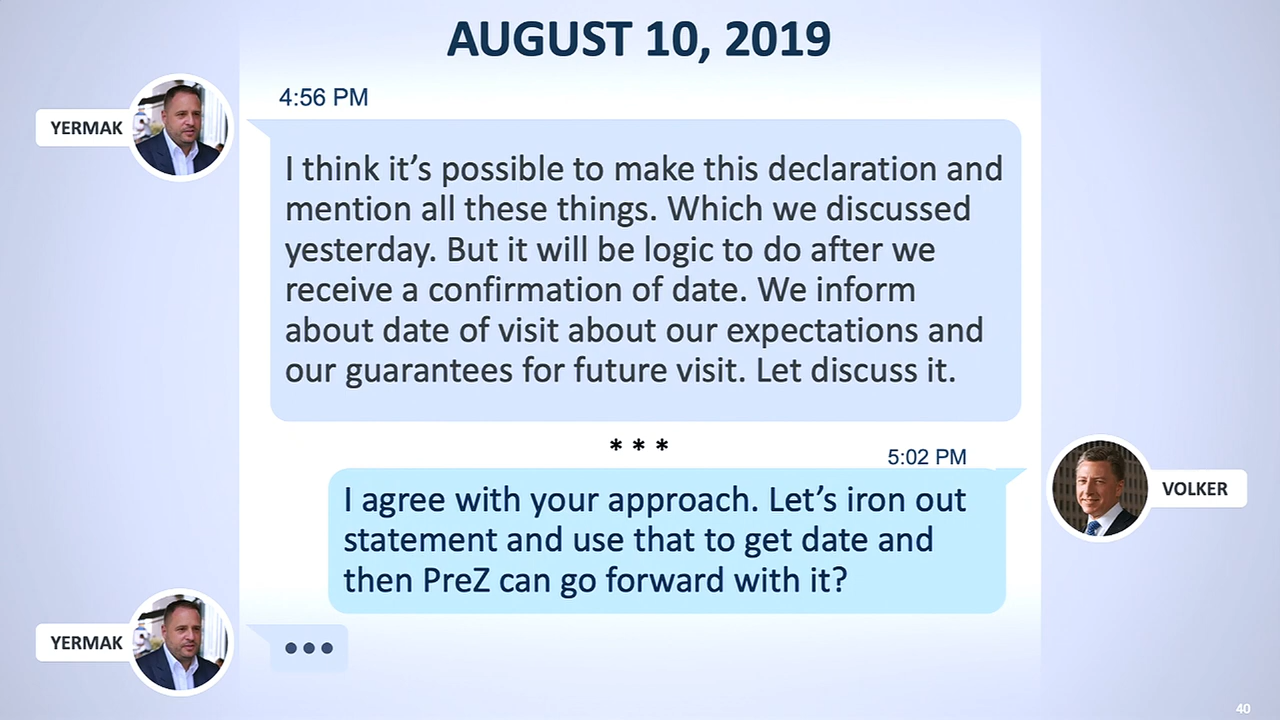 AUGUST 10, 2019
4:56 PM
YERMAK
I think it’s possible to make this declaration and
mention all these things. Which we discussed
yesterday. But it will be logic to do after we
receive a confirmation of date. We inform
about date of visit about our expectations and
our guarantees for future visit. Let discuss it.
* * *
5:02 PM
VOLKER
I agree with your approach. Let’s iron out
statement and use that to get date and
then PreZ can go forward with it?
YERMAK
•••
40